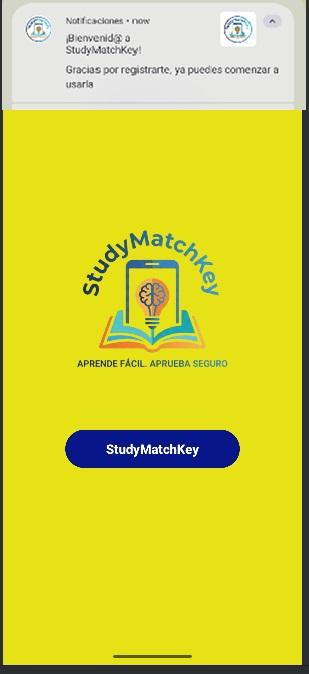 Notificaciones • now
¡Bienvenid@ a
StudyMatchKey!
Gracias por registrarte, ya puedes comenzar a
usarla
StudyMatchKey
APRENDE FÁCIL. APRUEBA SEGURO
StudyMatchKey